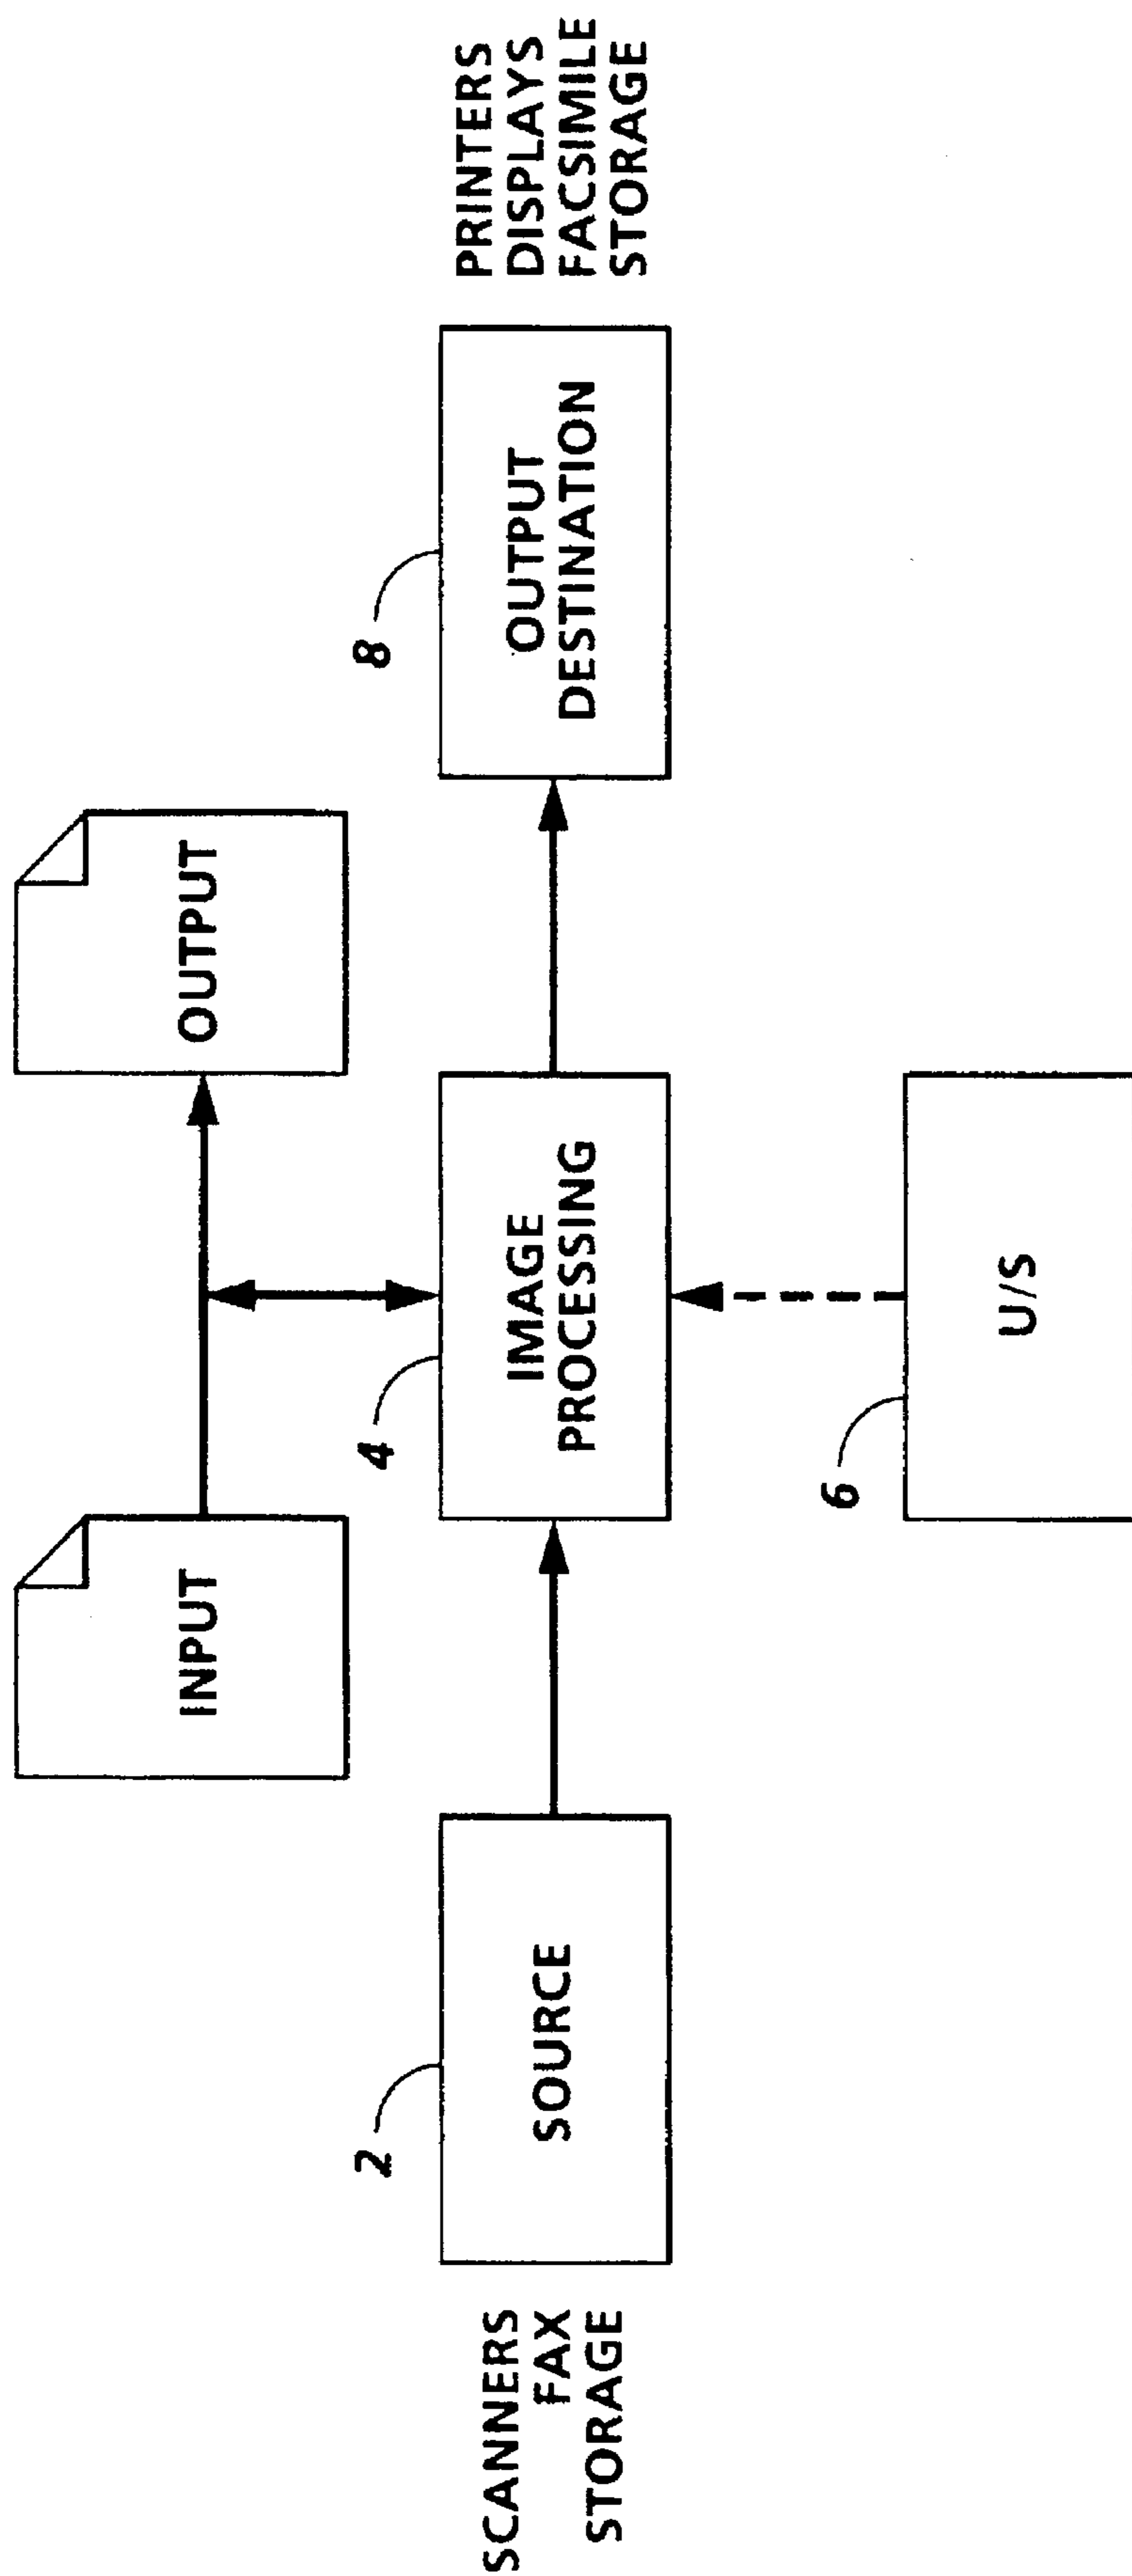 INPUT
OUTPUT
SCANNERS
FAX
STORAGE
2
SOURCE
4
IMAGE
PROCESSING
8
OUTPUT
DESTINATION
PRINTERS
DISPLAYS
FACSIMILE
STORAGE
6
U/S